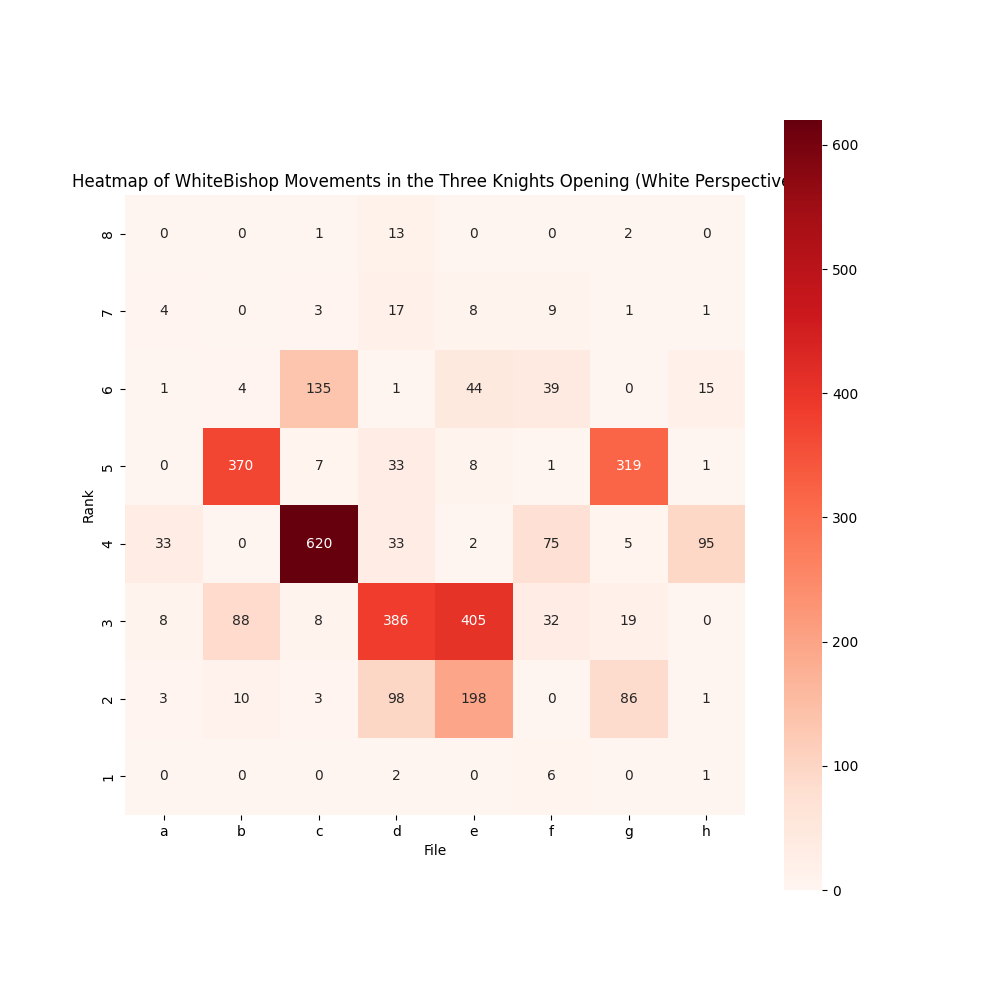 Heatmap of WhiteBishop Movements in the Three Knights Opening (White Perspective
600
8 0 0 1 13 0 0 2 0
500
7 4 0 3 17 8 9 1 1
6 1 4 135 1 44 39 0 15
400
5 0 370 7 33 8 1 319 1
Rank
300
4 33 0 620 33 2 75 5 95
3 8 88 8 386 405 32 19 0
200
2 3 10 3 98 198 0 86 1
100
1 0 0 0 2 0 6 0 1
a b c d e f g h
File
0